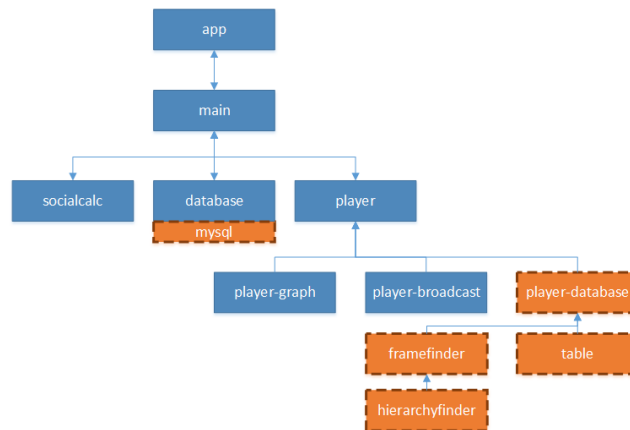 app
main
socialcalc
database
player
mysql
player-graph
player-broadcast
player-database
framefinder
table
hierarchyfinder